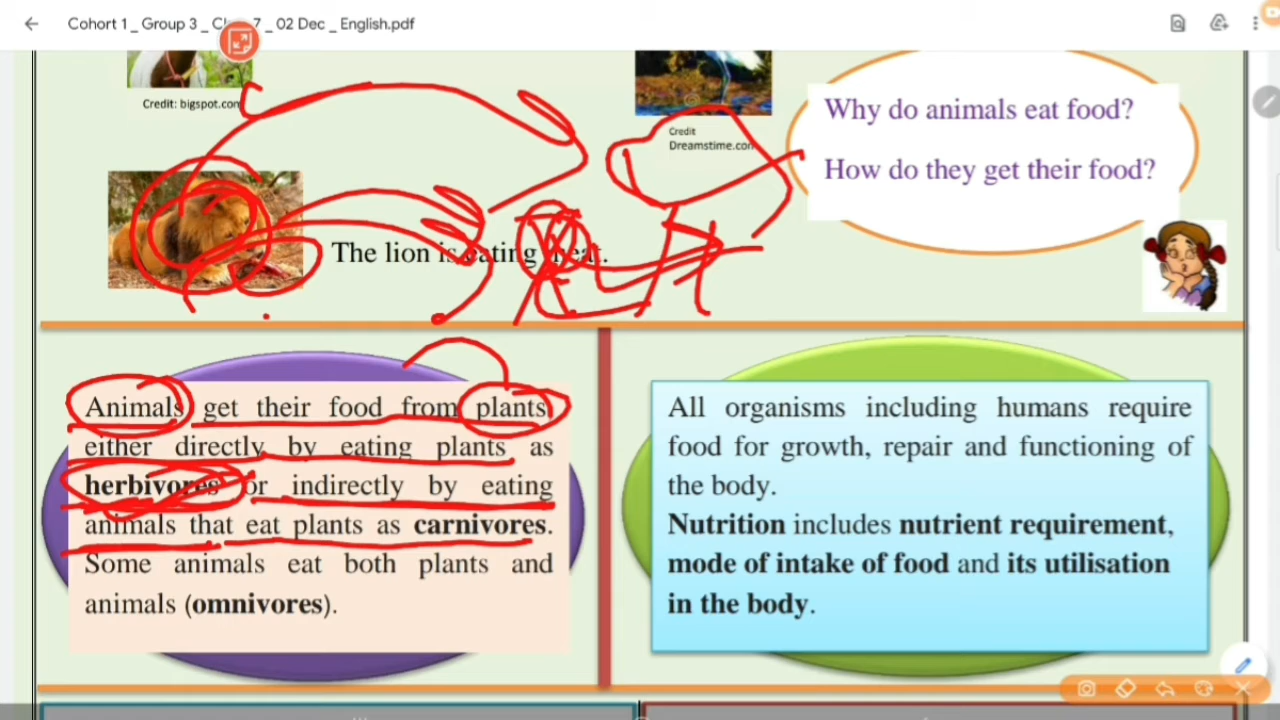 Cohort 1 _ Group 3 _ 7 _ 02 Dec _ English.pdf
Credit: bigspot.com
Credit
Dreamstime.com
Why do animals eat food?
How do they get their food?
The lion is eating meat.
Animals get their food from plants
either directly by eating plants as
herbivores or indirectly by eating
animals that eat plants as carnivores.
Some animals eat both plants and
animals (omnivores).
All organisms including humans require
food for growth, repair and functioning of
the body.
Nutrition includes nutrient requirement,
mode of intake of food and its utilisation
in the body.